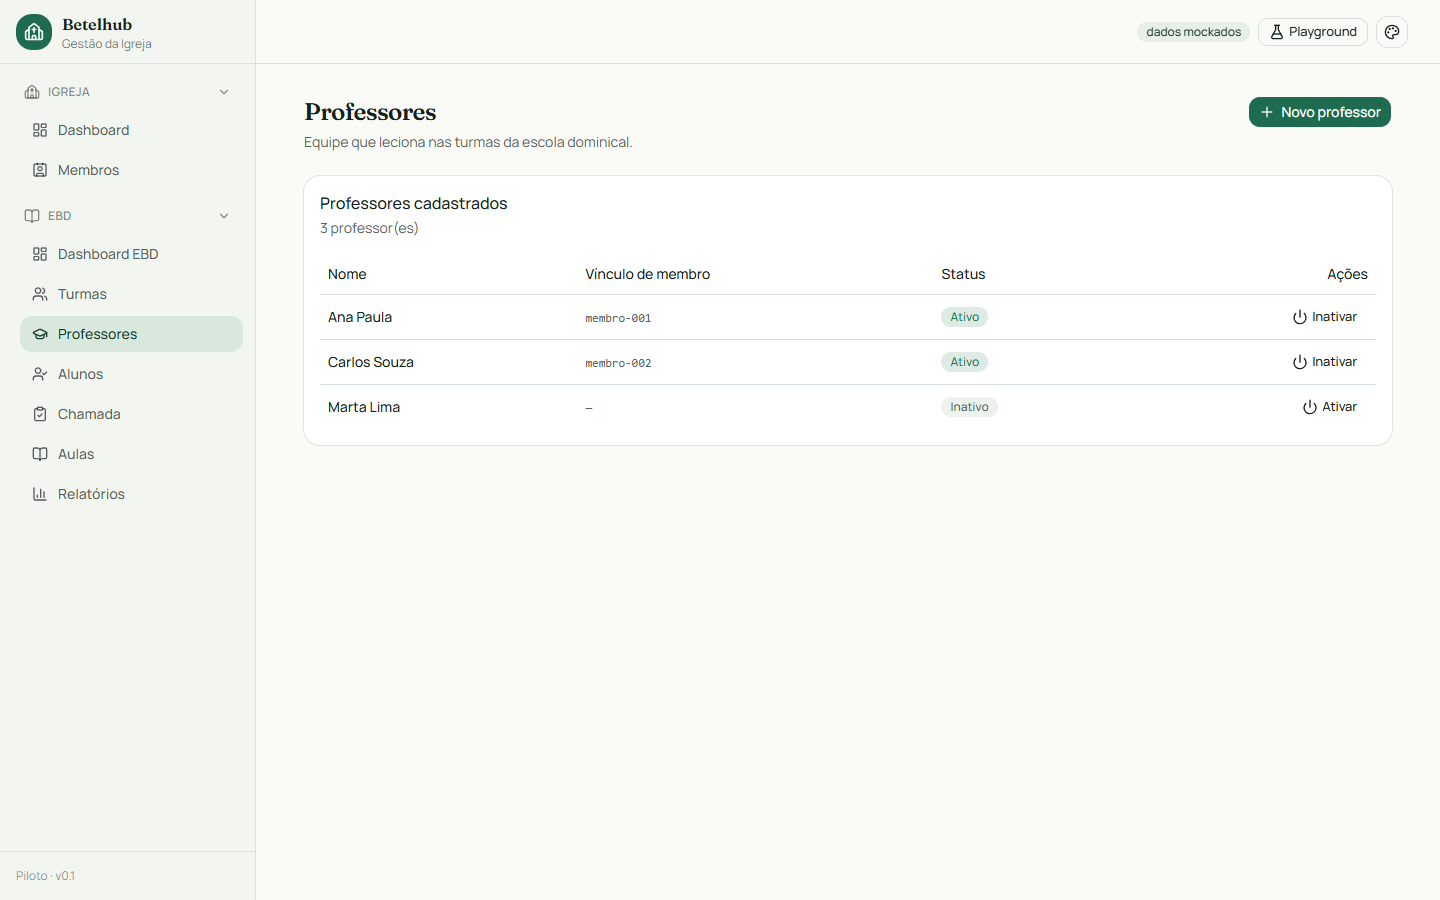 Betelhub
Gestão da Igreja
dados mockados
Playground
IGREJA
Dashboard
Membros
EBD
Dashboard EBD
Turmas
Professores
Alunos
Chamada
Aulas
Relatórios
Piloto · v0.1
Professores
Equipe que leciona nas turmas da escola dominical.
Novo professor
Professores cadastrados
3 professor(es)
Nome Vínculo de membro Status Ações
Ana Paula membro-001 Ativo Inativar
Carlos Souza membro-002 Ativo Inativar
Marta Lima — Inativo Ativar